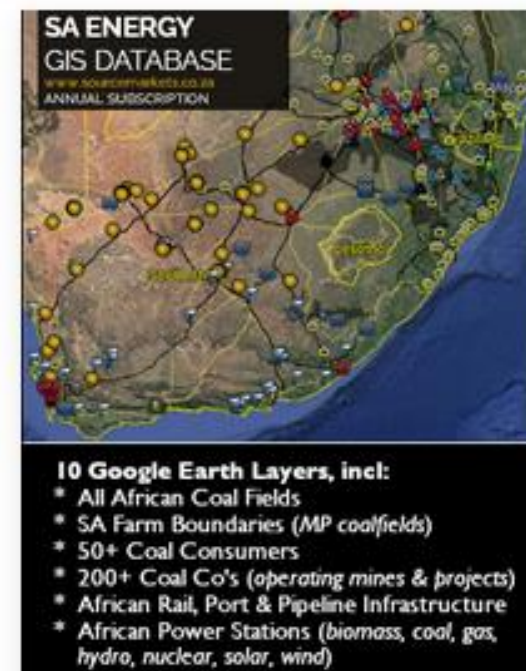 SA ENERGY
GIS DATABASE
www.sourcemarkets.co.za
ANNUAL SUBSCRIPTION
Lesotho
10 Google Earth Layers, incl:
* All African Coal Fields
* SA Farm Boundaries (MP coalfields)
* 50+ Coal Consumers
* 200+ Coal Co's (operating mines & projects)
* African Rail, Port & Pipeline Infrastructure
* African Power Stations (biomass, coal, gas,
hydro, nuclear, solar, wind)